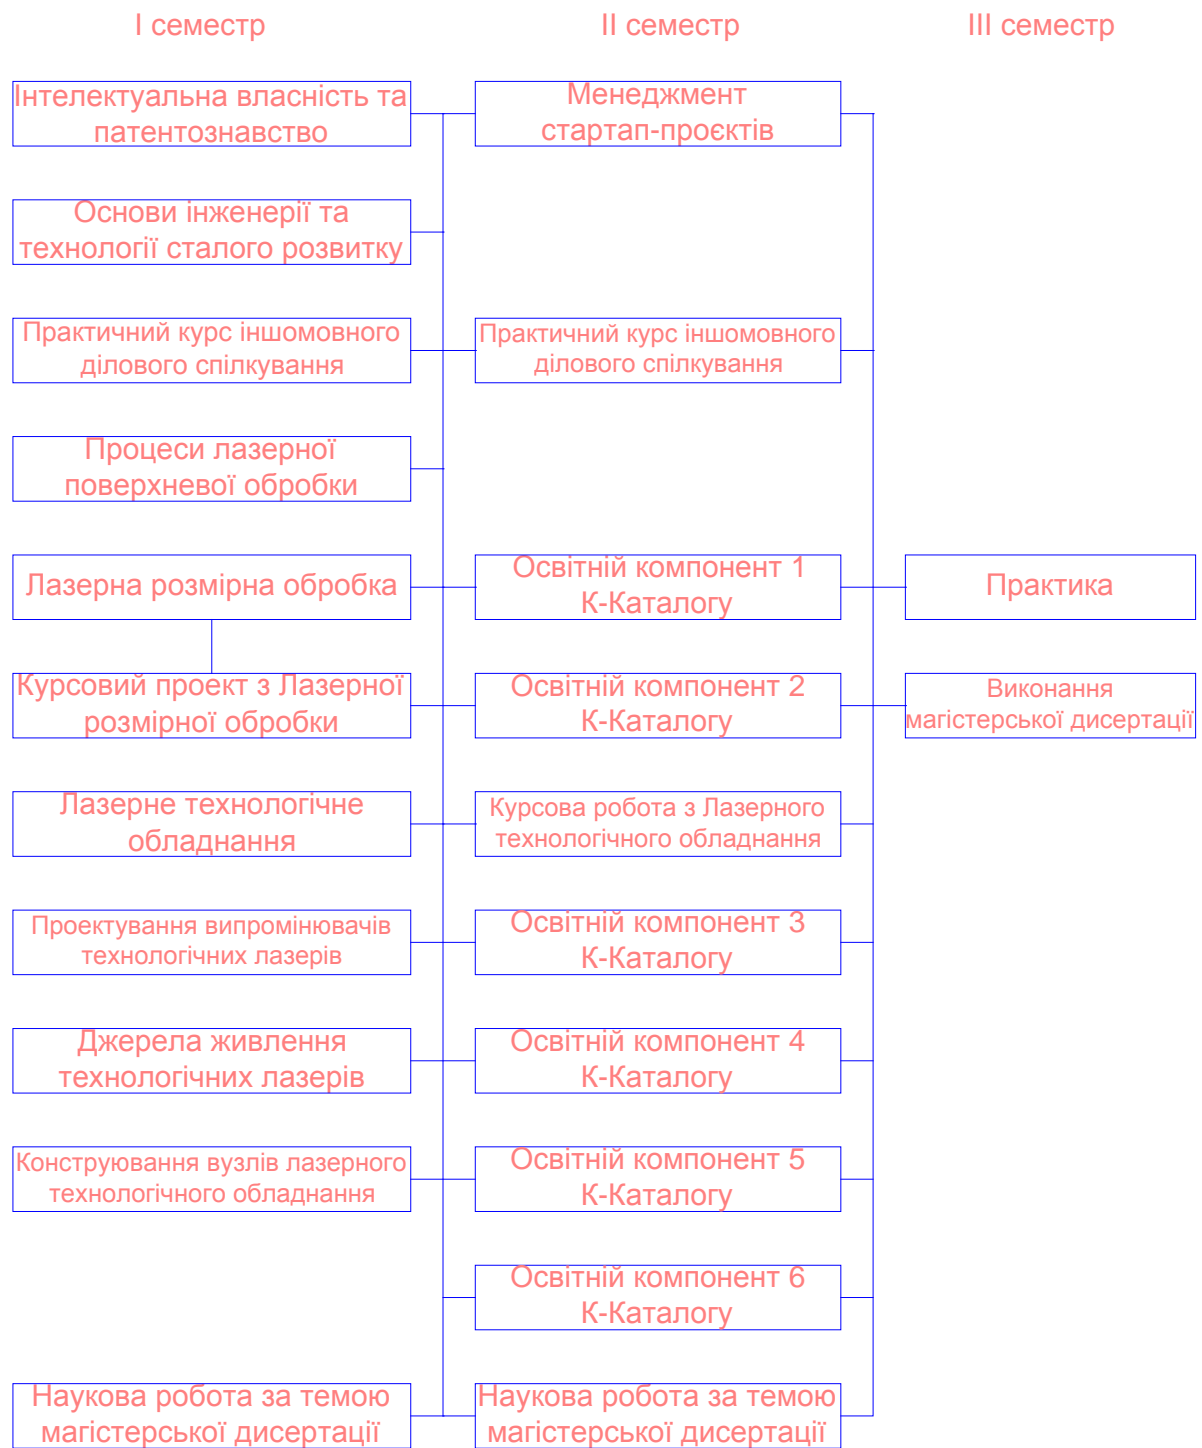 І семестр
ІІ семестр
ІІІ семестр
Інтелектуальна власність та
патентознавство
Менеджмент
стартап-проєктів
Основи інженерії та
технології сталого розвитку
Практичний курс іншомовного
ділового спілкування
Практичний курс іншомовного
ділового спілкування
Процеси лазерної
поверхневої обробки
Лазерна розмірна обробка
Освітній компонент 1
К-Каталогу
Практика
Курсовий проект з Лазерної
розмірної обробки
Освітній компонент 2
К-Каталогу
Виконання
магістерської дисертації
Лазерне технологічне
обладнання
Курсова робота з Лазерного
технологічного обладнання
Проектування випромінювачів
технологічних лазерів
Освітній компонент 3
К-Каталогу
Джерела живлення
технологічних лазерів
Освітній компонент 4
К-Каталогу
Конструювання вузлів лазерного
технологічного обладнання
Освітній компонент 5
К-Каталогу
Освітній компонент 6
К-Каталогу
Наукова робота за темою
магістерської дисертації
Наукова робота за темою
магістерської дисертації